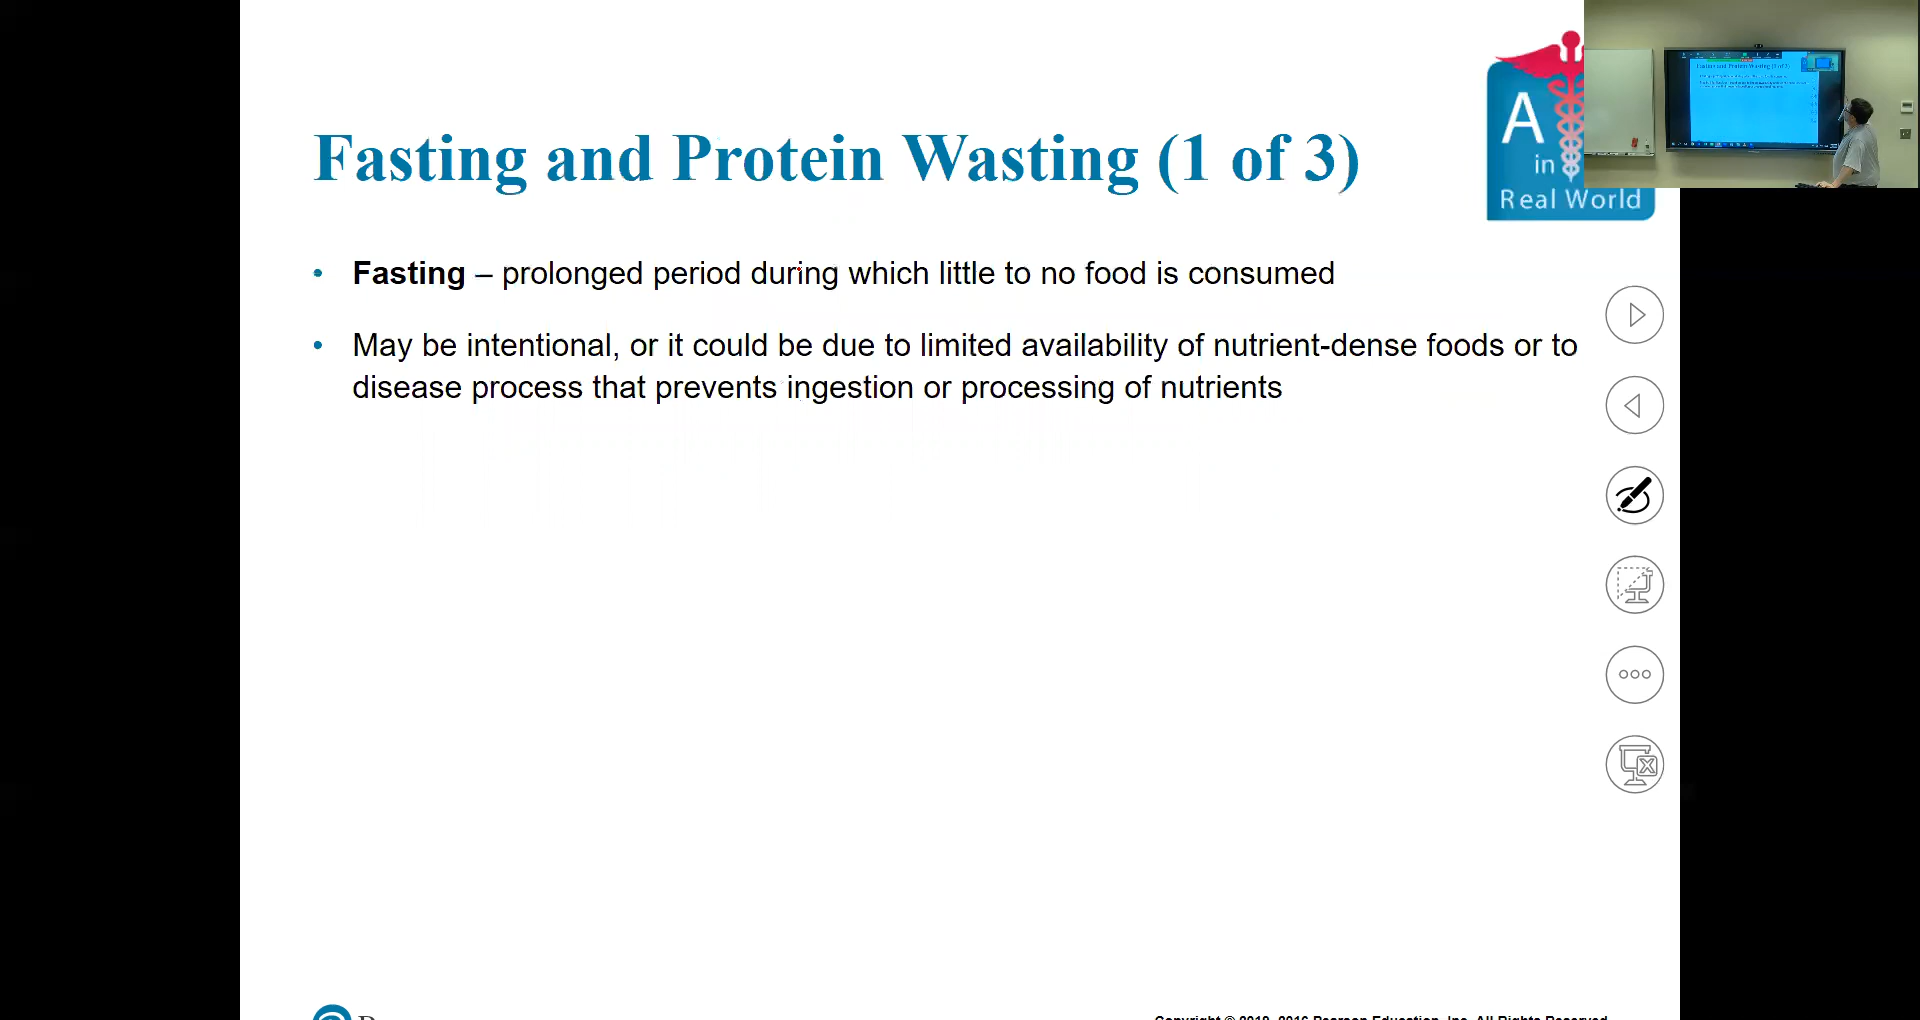 Fasting and Protein Wasting (1 of 3)
A
in
Real World
• Fasting – prolonged period during which little to no food is consumed
• May be intentional, or it could be due to limited availability of nutrient-dense foods or to
disease process that prevents ingestion or processing of nutrients
Copyright © 2019, 2016 Pearson Education, Inc. All Rights Reserved